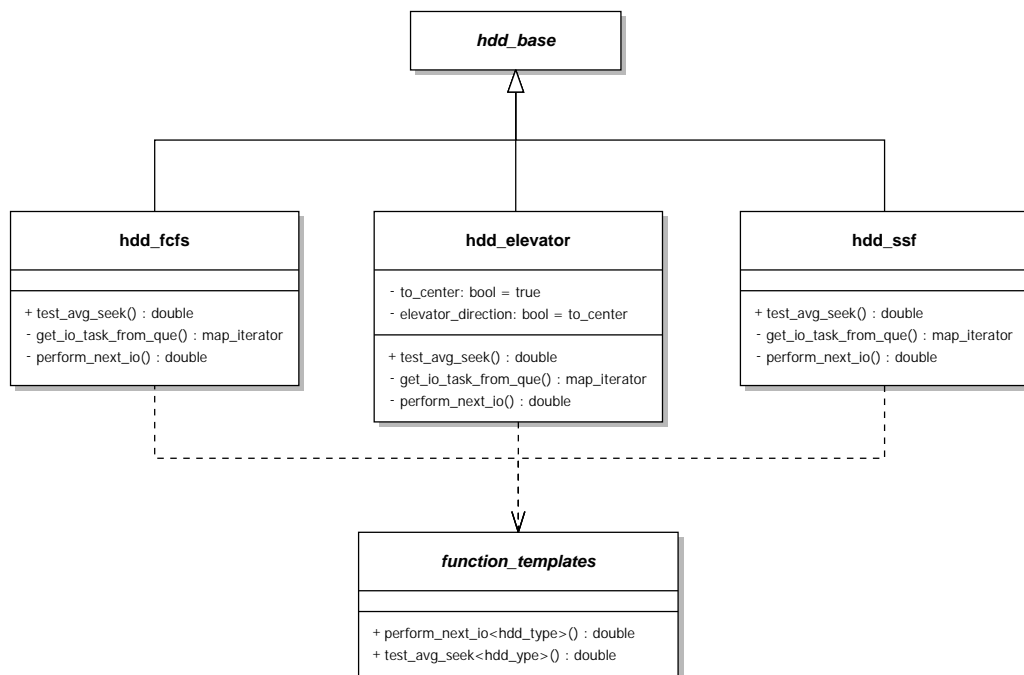 hdd_base
hdd_fcfs
+ test_avg_seek() : double
- get_io_task_from_que() : map_iterator
- perform_next_io() : double
hdd_elevator
- to_center: bool = true
- elevator_direction: bool = to_center
+ test_avg_seek() : double
- get_io_task_from_que() : map_iterator
- perform_next_io() : double
hdd_ssf
+ test_avg_seek() : double
- get_io_task_from_que() : map_iterator
- perform_next_io() : double
function_templates
+ perform_next_io<hdd_type>() : double
+ test_avg_seek<hdd_ype>() : double